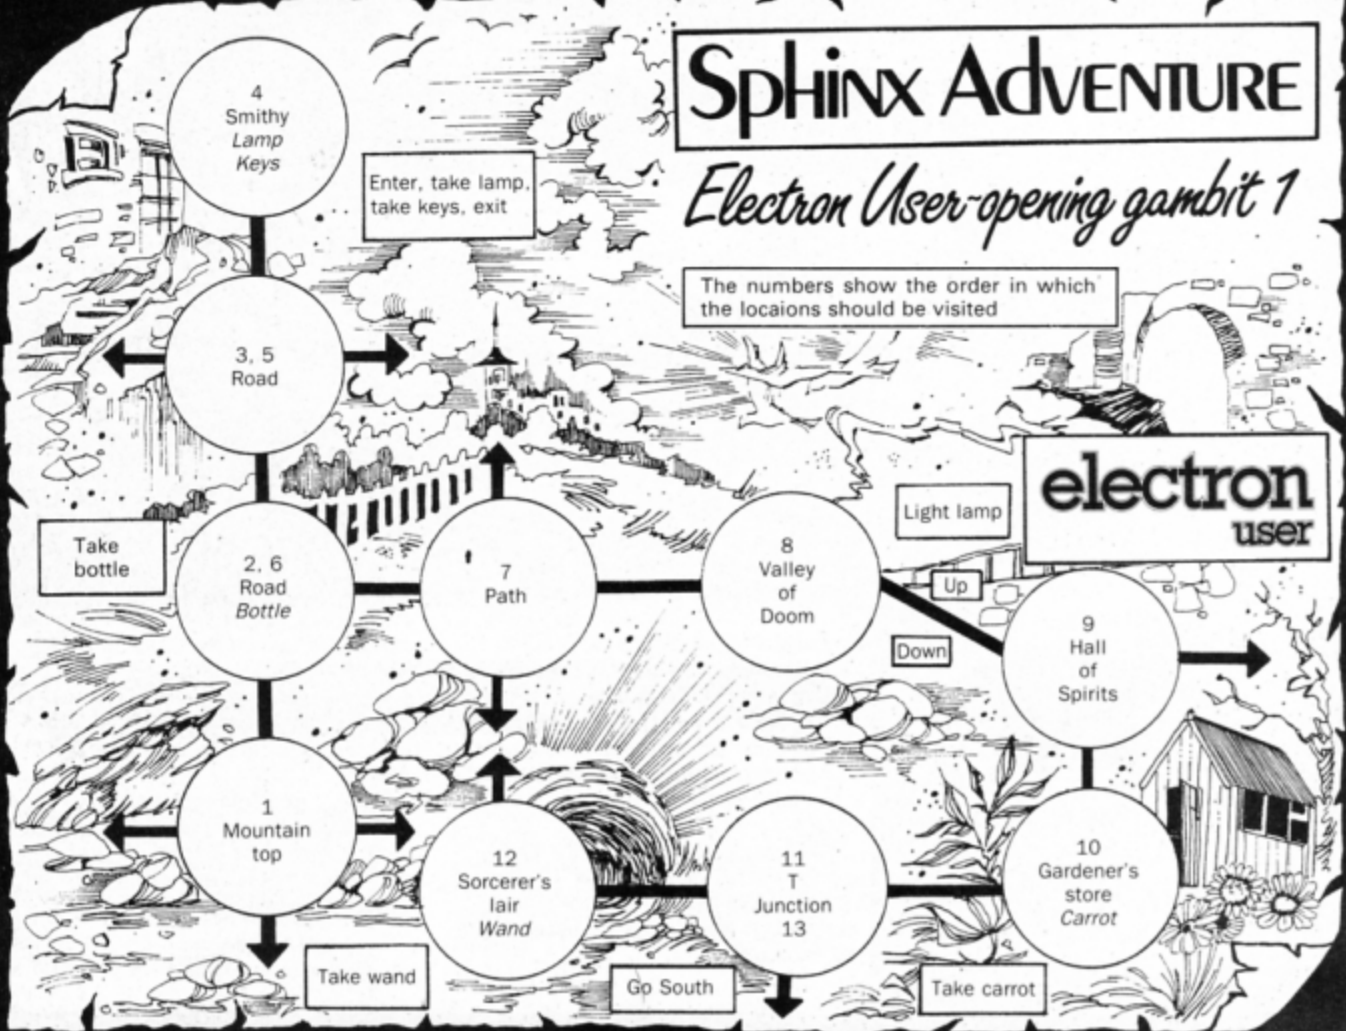 Sphinx Adventure
Electron User-opening gambit 1
The numbers show the order in which
the locaions should be visited
4
Smithy
Lamp
Keys
Enter, take lamp,
take keys, exit
3, 5
Road
electron
user
Take
bottle
2, 6
Road
Bottle
7
Path
8
Valley
of
Doom
Light lamp
Up
Down
9
Hall
of
Spirits
1
Mountain
top
12
Sorcerer's
lair
Wand
11
T
Junction
13
10
Gardener's
store
Carrot
Take wand
Go South
Take carrot